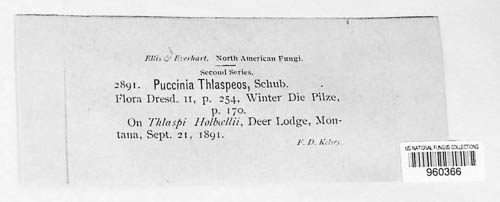 Ellis & Everhart. North American Fungi.
Second Series.
2891. Puccinia Thlaspeos, Schub.
Flora Dresd. II, p. 254, Winter Die Pilze,
p. 170.
On Thlaspi Holbœllii, Deer Lodge, Mon-
tana, Sept. 21, 1891.
F. D. Kelsey.
US NATIONAL FUNGUS COLLECTIONS
960366